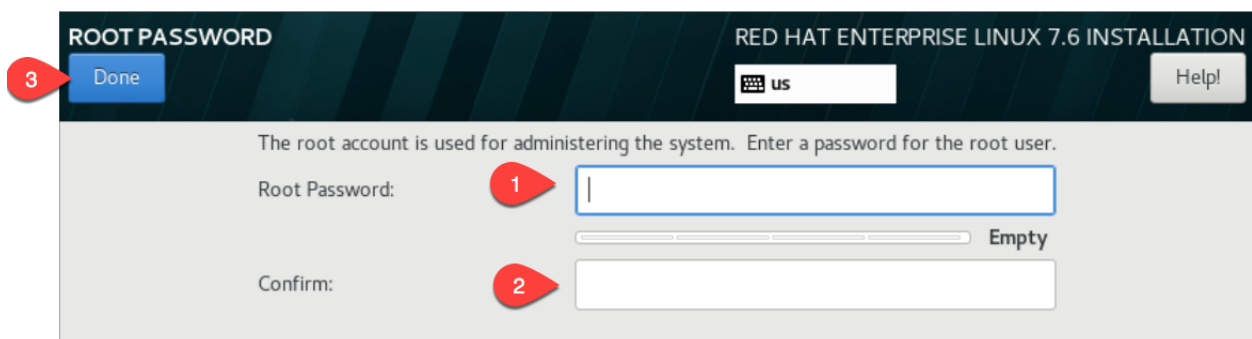 ROOT PASSWORD
RED HAT ENTERPRISE LINUX 7.6 INSTALLATION
3
Done
us
Help!
The root account is used for administering the system. Enter a password for the root user.
Root Password:
1
Empty
Confirm:
2